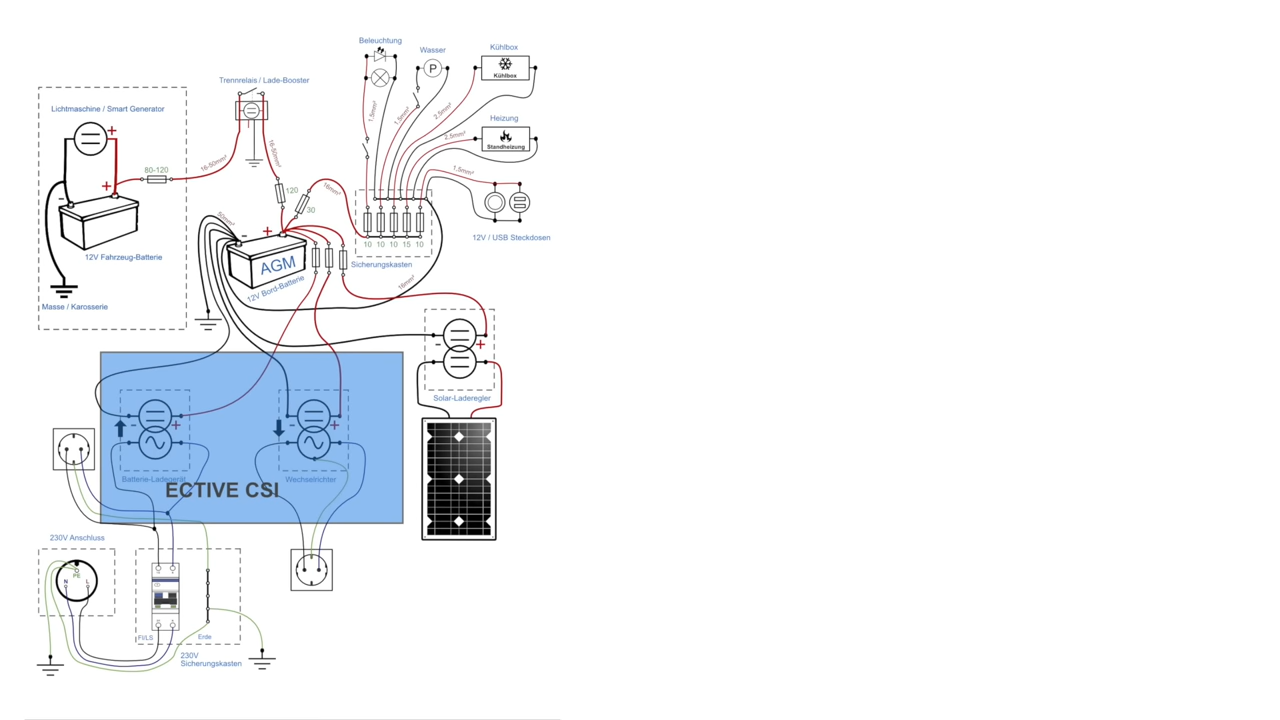 Beleuchtung
Wasser
Kühlbox
P
Kühlbox
Trennrelais / Lade-Booster
Lichtmaschine / Smart Generator
+
1,5mm²
1,5mm²
2,5mm²
Heizung
2,5mm²
Standheizung
80-120
16-50mm²
16-50mm²
1,5mm²
+
-
120
16mm²
30
50mm²
12V / USB Steckdosen
10 10 10 15 10
-
+
12V Fahrzeug-Batterie
AGM
Sicherungskasten
12V Bord-Batterie
16mm²
Masse / Karosserie
-
+
Solar-Laderegler
-
+
-
+
Batterie-Ladegerät
Wechselrichter
ECTIVE CSI
230V Anschluss
PE
N
L
FI/LS
Erde
230V
Sicherungskasten